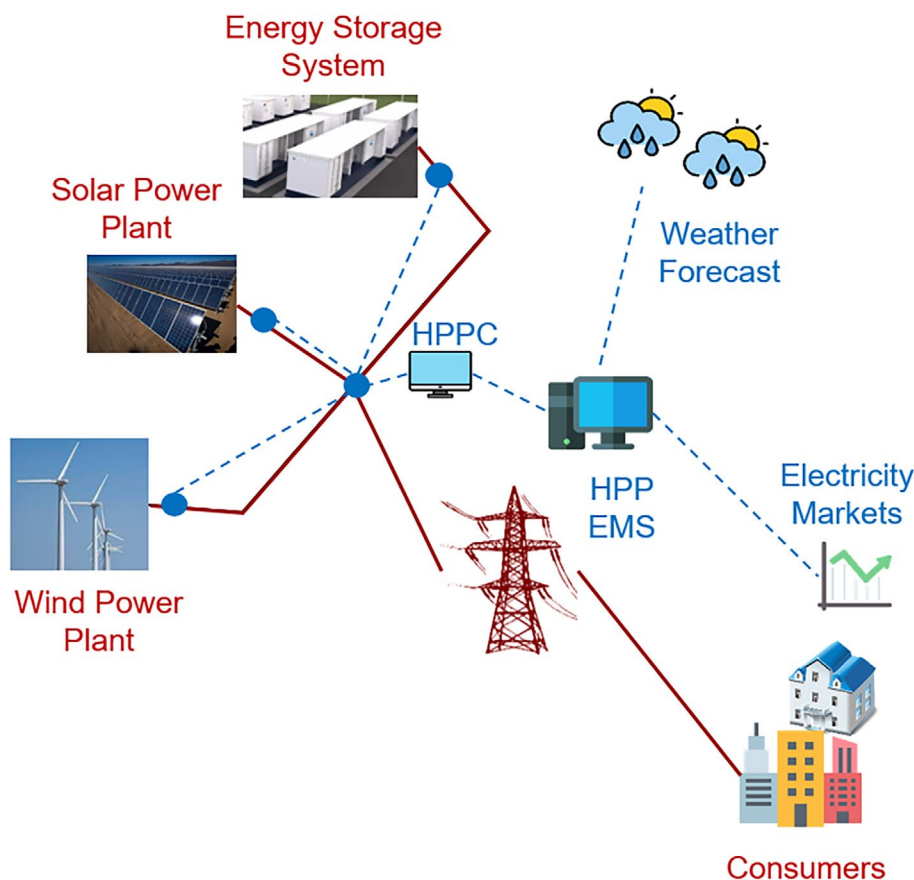 Energy Storage
System
Solar Power
Plant
Weather
Forecast
HPPC
HPP
EMS
Electricity
Markets
Wind Power
Plant
Consumers